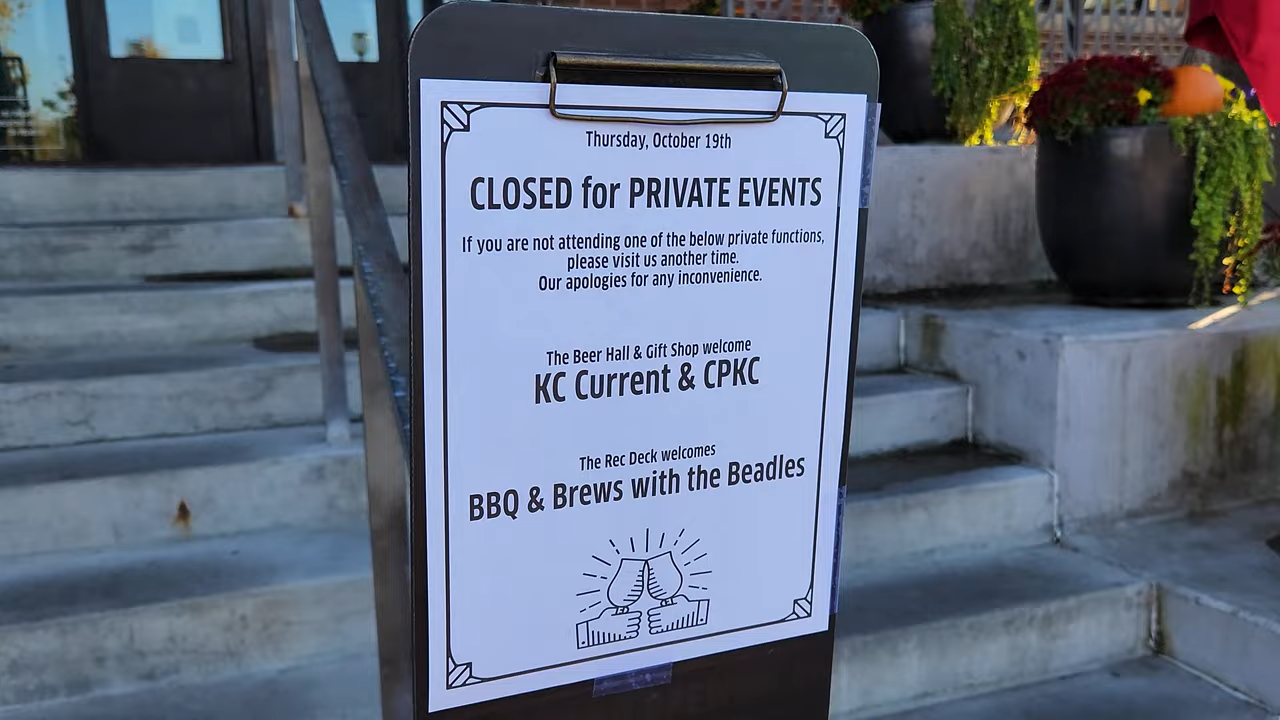 Thursday, October 19th
CLOSED for PRIVATE EVENTS
If you are not attending one of the below private functions,
please visit us another time.
Our apologies for any inconvenience.
The Beer Hall & Gift Shop welcome
KC Current & CPKC
The Rec Deck welcomes
BBQ & Brews with the Beadles